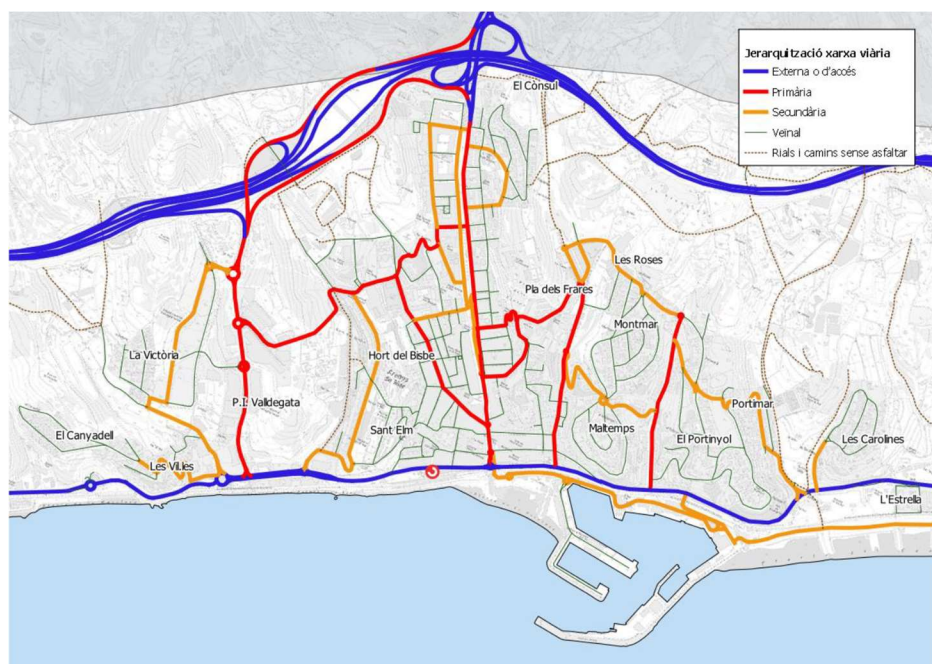 Jerarquització xarxa viària
Externa o d'accés
Primària
Secundària
Veïnal
Rials i camins sense asfaltar
El Cònsul
Les Roses
Pla dels Frares
Montmar
La Victòria
Hort del Bisbe
P.I. Valldegata
Portimar
El Canyadell
Sant Elm
Maltemps
El Portinyol
Les Carolines
Les Vil.les
L'Estrella